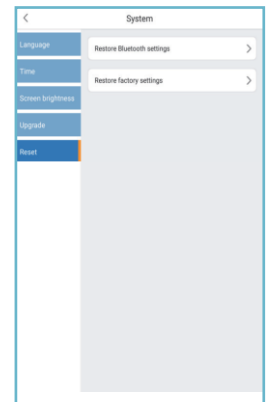 System
Language
Time
Screen brightness
Upgrade
Reset
Restore Bluetooth settings
Restore factory settings